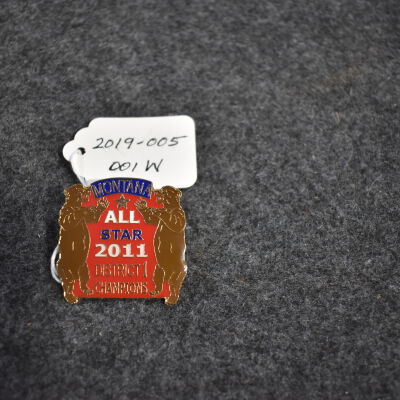 2019-005
001 W
MONTANA
ALL
STAR
2011
DISTRICT 1
CHAMPIONS